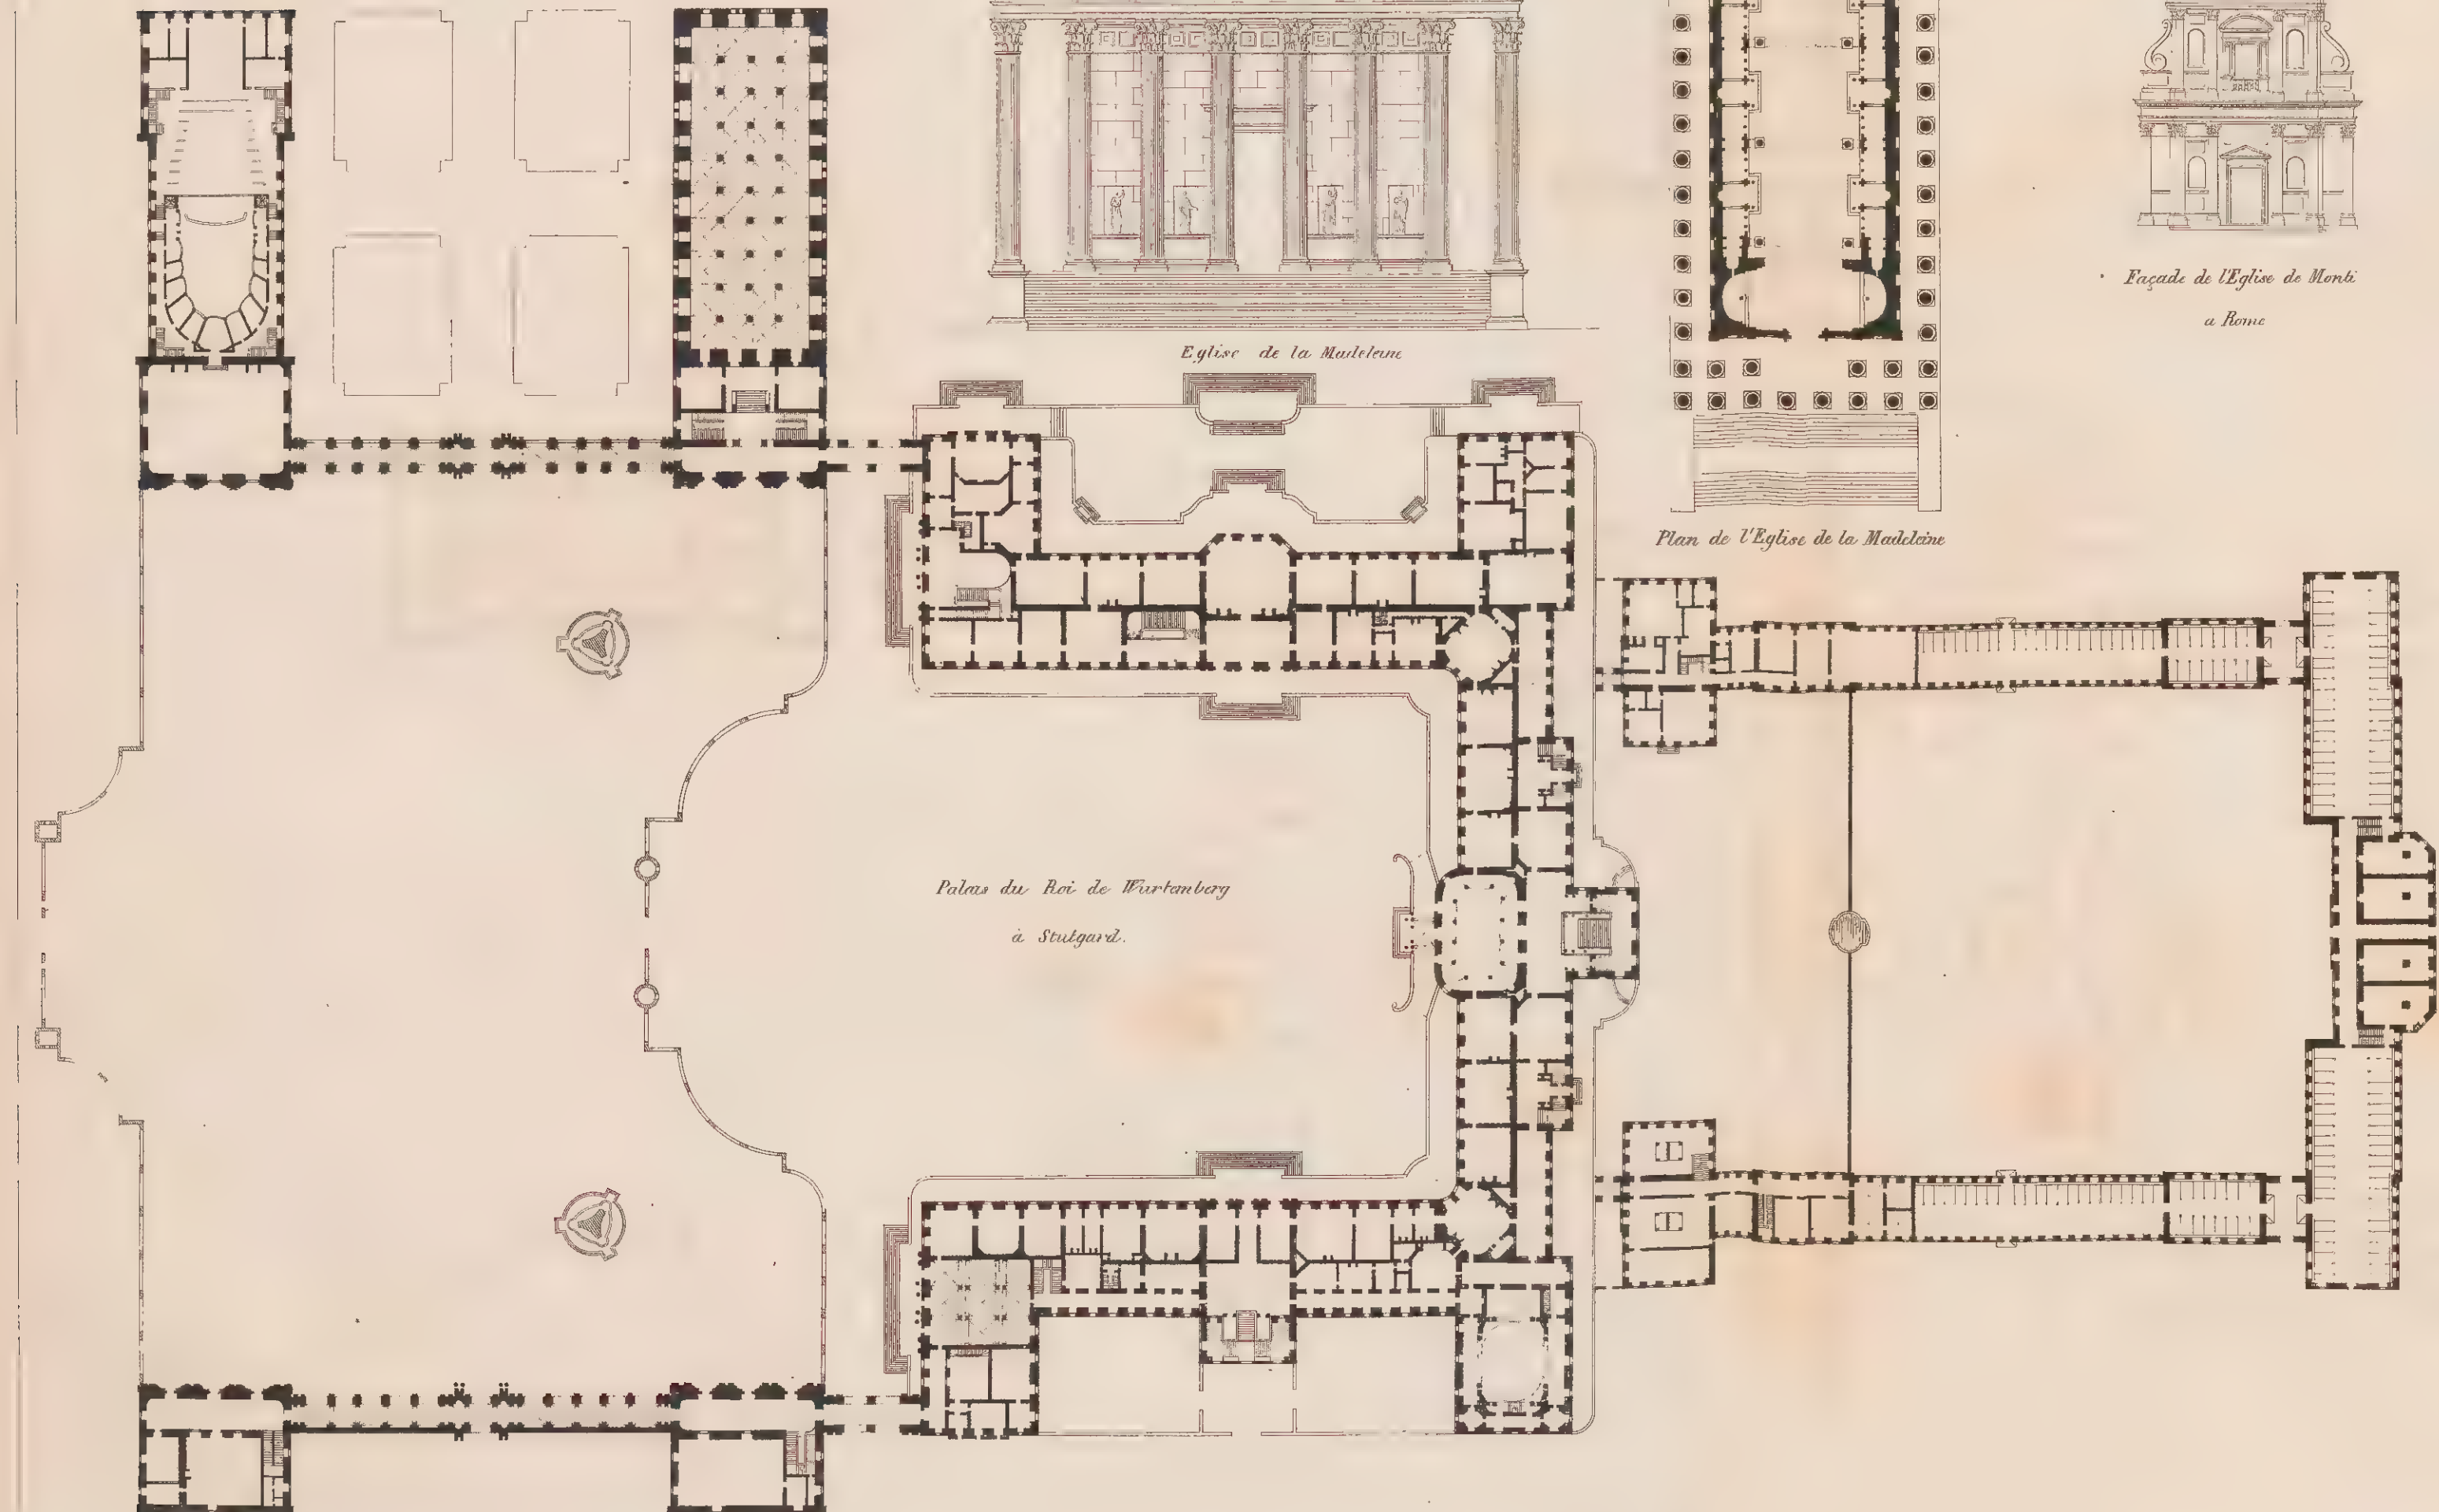 Façade de l'Eglise de Monti
a Rome
Eglise de la Madeleine
Plan de l'Eglise de la Madeleine
Palais du Roi de Wurtemberg
à Stutgard.